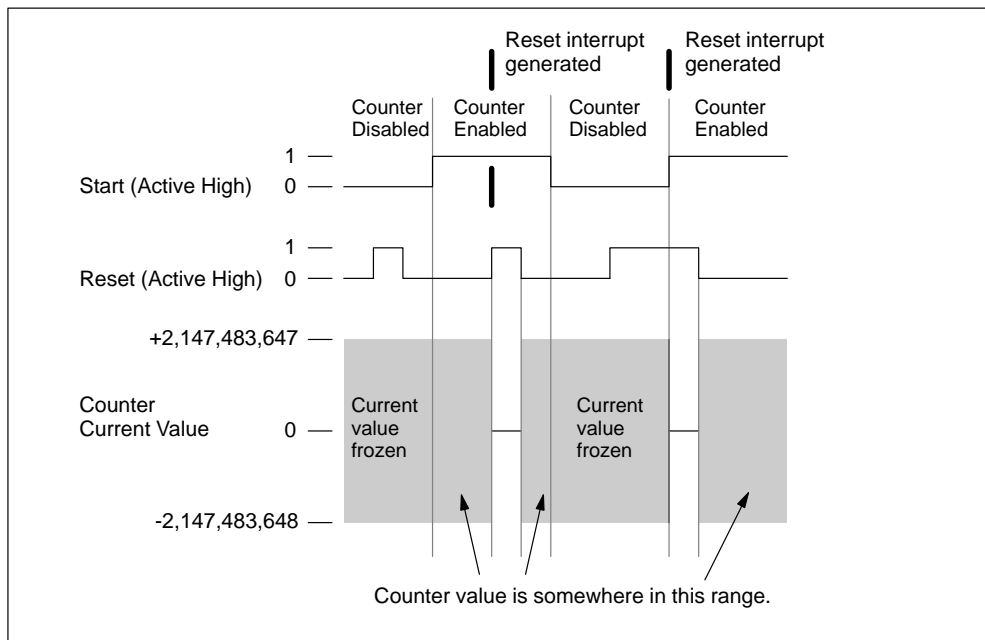 Reset interrupt
generated
Reset interrupt
generated
Counter
Disabled
Counter
Enabled
Counter
Disabled
Counter
Enabled
1
Start (Active High)
0
1
Reset (Active High)
0
+2,147,483,647
Counter
Current Value
0
Current
value
frozen
Current
value
frozen
-2,147,483,648
Counter value is somewhere in this range.